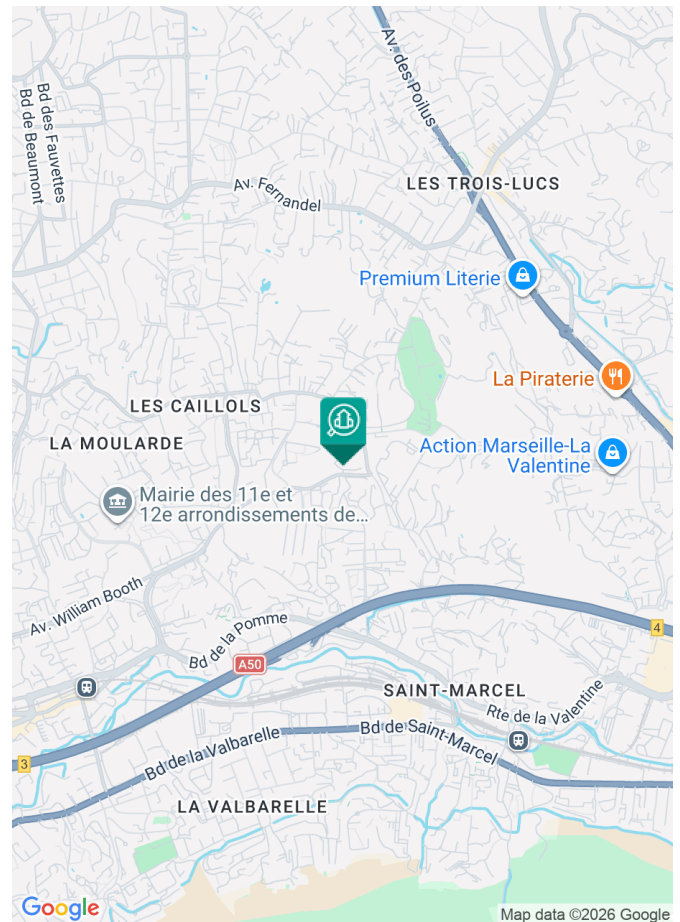 Av. des Poilus
Bd des Fauvettes
Bd de Beaumont
LES TROIS-LUCS
Av. Fernandel
Premium Literie
La Piraterie
LES CAILLOLS
LA MOULARDE
Action Marseille-La
Valentine
Mairie des 11e et
12e arrondissements de...
Av. William Booth
Bd de la Pomme
4
A50
SAINT-MARCEL
Rte de la Valentine
Bd de Saint-Marcel
3
Bd de la Valbarelle
LA VALBARELLE
Google
Map data ©2026 Google